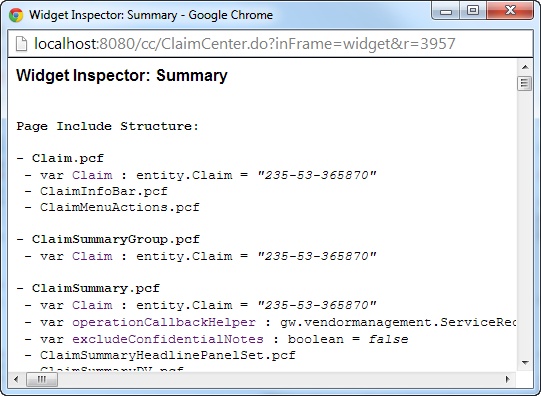 Widget Inspector: Summary - Google Chrome
localhost:8080/cc/ClaimCenter.do?inFrame=widget&r=3957
Widget Inspector: Summary
Page Include Structure:
- Claim.pcf
- var Claim : entity.Claim = "235-53-365870"
- ClaimInfoBar.pcf
- ClaimMenuActions.pcf
- ClaimSummaryGroup.pcf
- var Claim : entity.Claim = "235-53-365870"
- ClaimSummary.pcf
- var Claim : entity.Claim = "235-53-365870"
- var operationCallbackHelper : gw.vendormanagement.ServiceRec
- var excludeConfidentialNotes : boolean = false
- ClaimSummaryHeadlinePanelSet.pcf
- ClaimSummaryDV.pcf